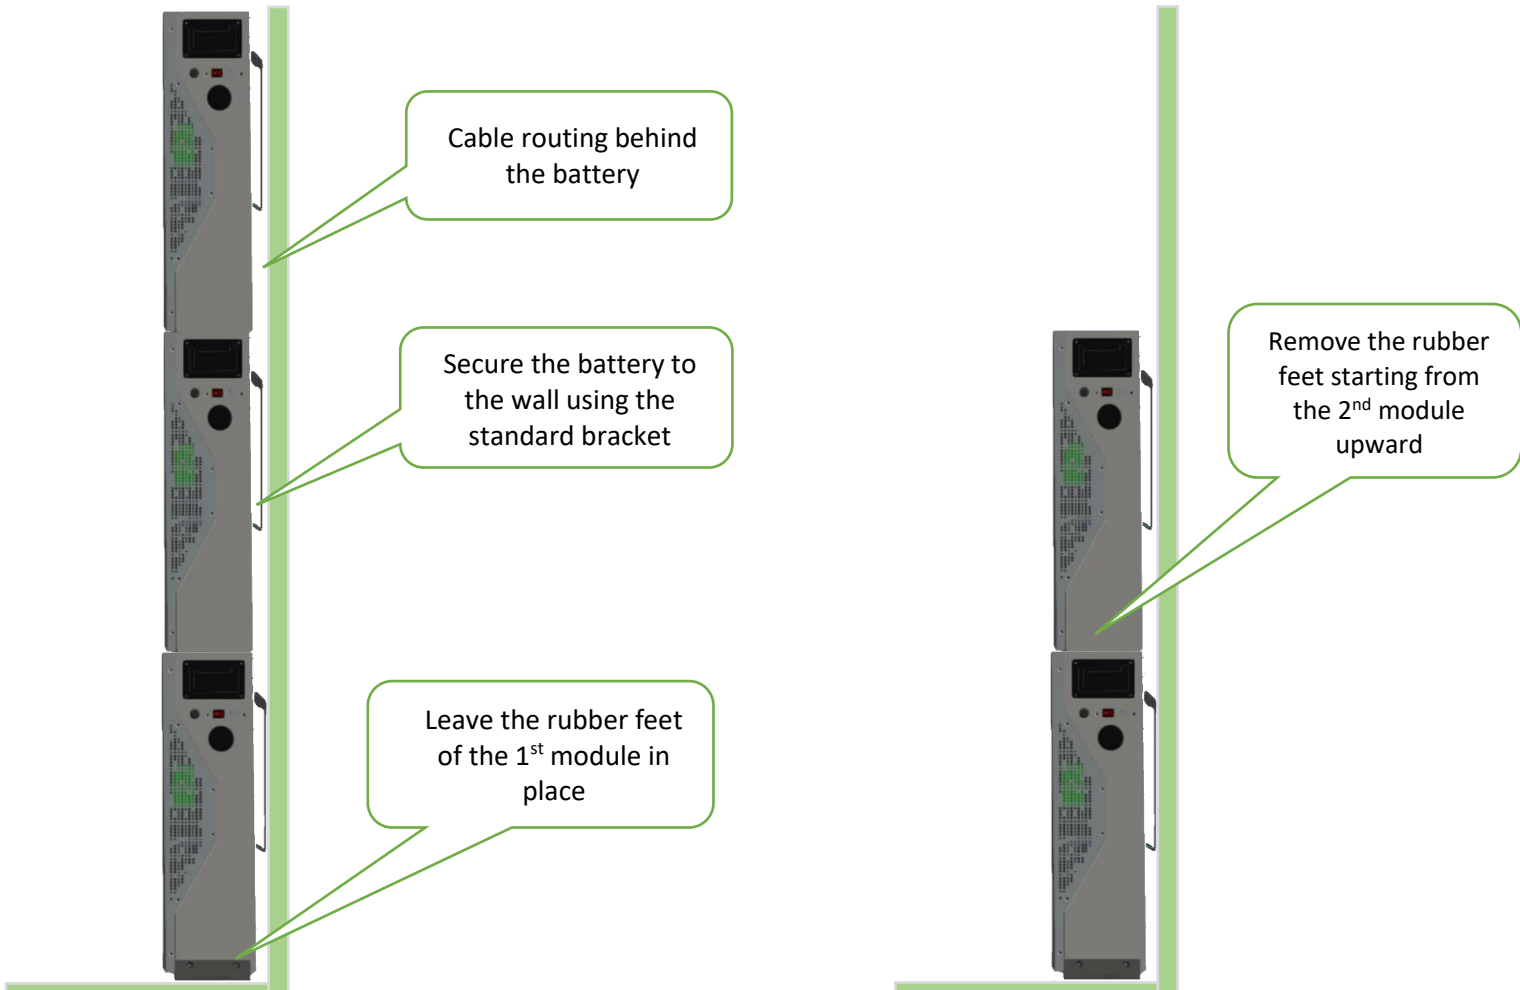 Cable routing behind
the battery
Secure the battery to
the wall using the
standard bracket
Leave the rubber feet
of the 1st module in
place
Remove the rubber
feet starting from
the 2nd module
upward